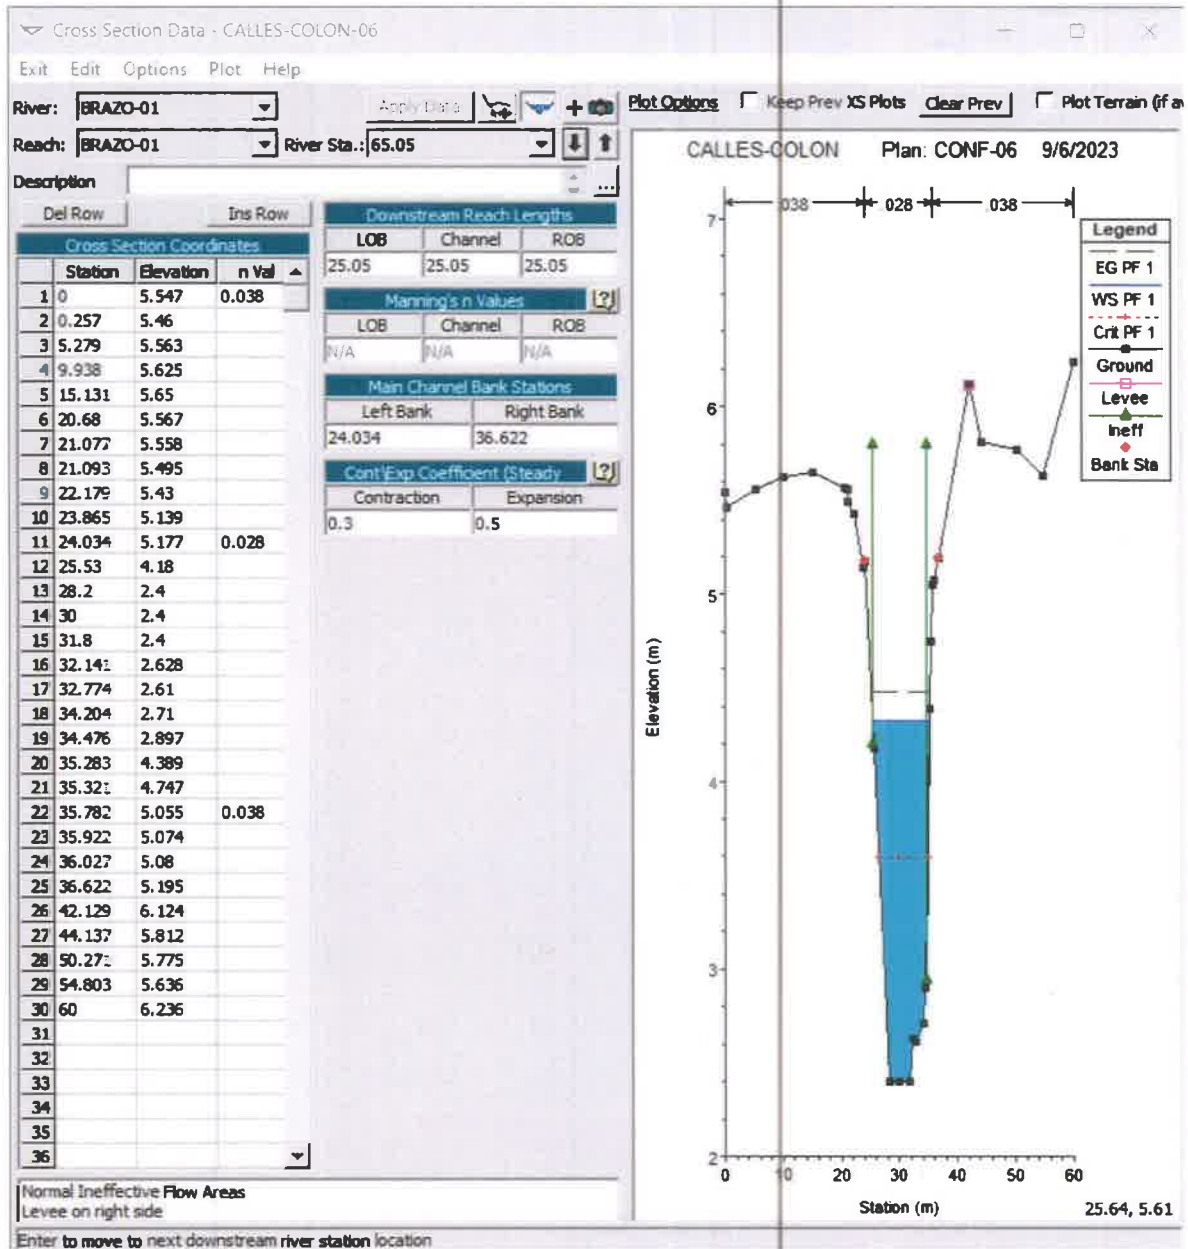 Cross Section Data - CALLES-COLON-06
Exit Edit Options Plot Help
River: BRAZO-01 Apply Data + Plot Options Keep Prev XS Plots Clear Prev Plot Terrain (if av
Reach: BRAZO-01 River Sta.: 65.05
Description ...
Del Row Ins Row
Cross Section Coordinates
Station Elevation n Val
1 0 5.547 0.038
2 0.257 5.46
3 5.279 5.563
4 9.938 5.625
5 15.131 5.65
6 20.68 5.567
7 21.077 5.558
8 21.093 5.495
9 22.179 5.43
10 23.865 5.139
11 24.034 5.177 0.028
12 25.53 4.18
13 28.2 2.4
14 30 2.4
15 31.8 2.4
16 32.141 2.628
17 32.774 2.61
18 34.204 2.71
19 34.476 2.897
20 35.283 4.389
21 35.321 4.747
22 35.782 5.055 0.038
23 35.922 5.074
24 36.027 5.08
25 36.622 5.195
26 42.129 6.124
27 44.137 5.812
28 50.271 5.775
29 54.803 5.636
30 60 6.236
31
32
33
34
35
36
Downstream Reach Lengths
LOB Channel ROB
25.05 25.05 25.05
Manning's n Values ?
LOB Channel ROB
N/A N/A N/A
Main Channel Bank Stations
Left Bank Right Bank
24.034 36.622
Cont\Exp Coefficient (Steady ?
Contraction Expansion
0.3 0.5
CALLES-COLON Plan: CONF-06 9/6/2023
.038 .028 .038
Legend
EG PF 1
WS PF 1
Crit PF 1
Ground
Levee
Ineff
Bank Sta
Elevation (m)
7
6
5
4
3
2
0 10 20 30 40 50 60
Station (m)
25.64, 5.61
Normal Ineffective Flow Areas
Levee on right side
Enter to move to next downstream river station location